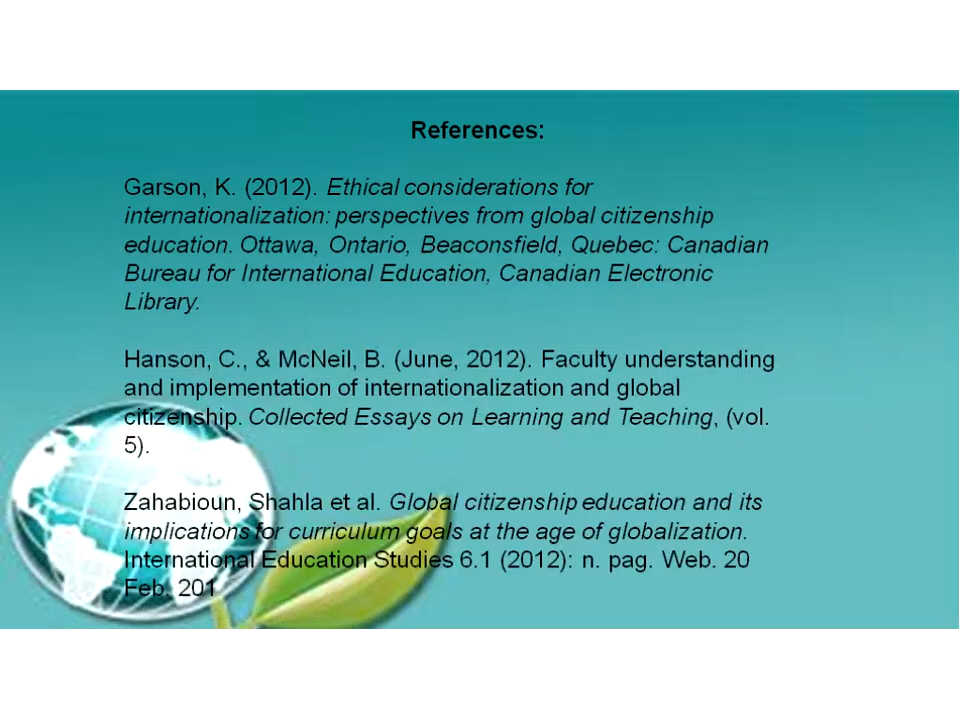 References:
Garson, K. (2012). Ethical considerations for
internationalization: perspectives from global citizenship
education. Ottawa, Ontario, Beaconsfield, Quebec: Canadian
Bureau for International Education, Canadian Electronic
Library.
Hanson, C., & McNeil, B. (June, 2012). Faculty understanding
and implementation of internationalization and global
citizenship. Collected Essays on Learning and Teaching, (vol.
5).
Zahabioun, Shahla et al. Global citizenship education and its
implications for curriculum goals at the age of globalization.
International Education Studies 6.1 (2012): n. pag. Web. 20
Feb. 201